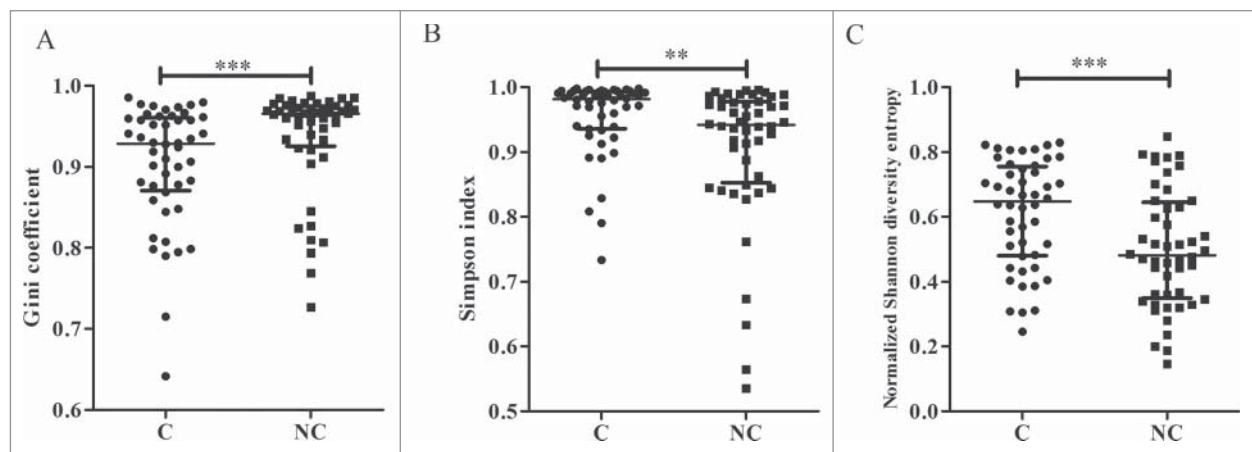 A
***
Gini coefficient
1.0
0.9
0.8
0.7
0.6
C NC
B
**
Simpson index
1.0
0.9
0.8
0.7
0.6
0.5
C NC
C
***
Normalized Shannon diversity entropy
1.0
0.8
0.6
0.4
0.2
0.0
C NC